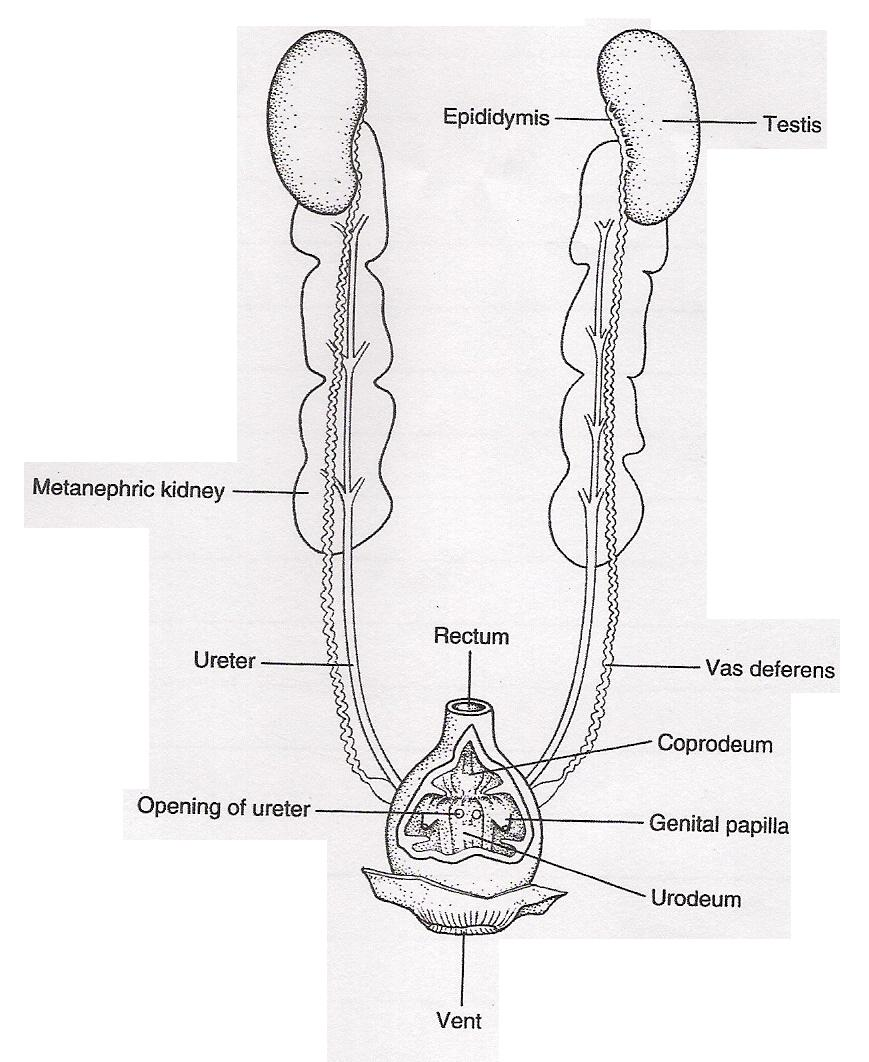 Epididymis
Testis
Metanephric kidney
Rectum
Ureter
Vas deferens
Coprodeum
Opening of ureter
Genital papilla
Urodeum
Vent